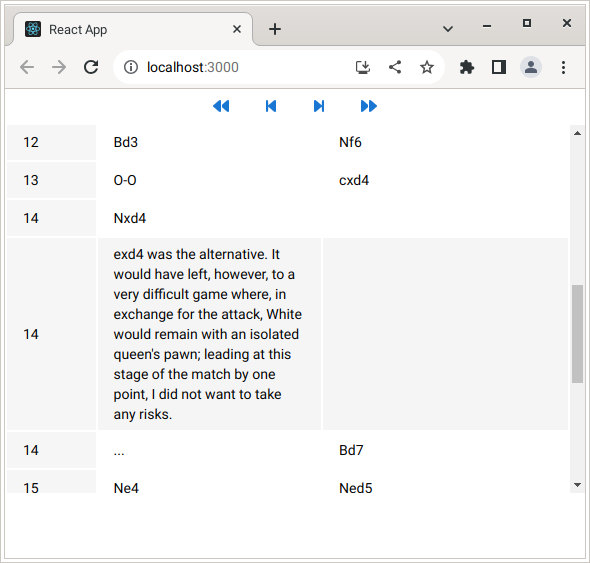 React App
localhost:3000
12 Bd3 Nf6
13 O-O cxd4
14 Nxd4
exd4 was the alternative. It
would have left, however, to a
very difficult game where, in
exchange for the attack, White
14 would remain with an isolated
queen's pawn; leading at this
stage of the match by one
point, I did not want to take
any risks.
14 ... Bd7
15 Ne4 Ned5